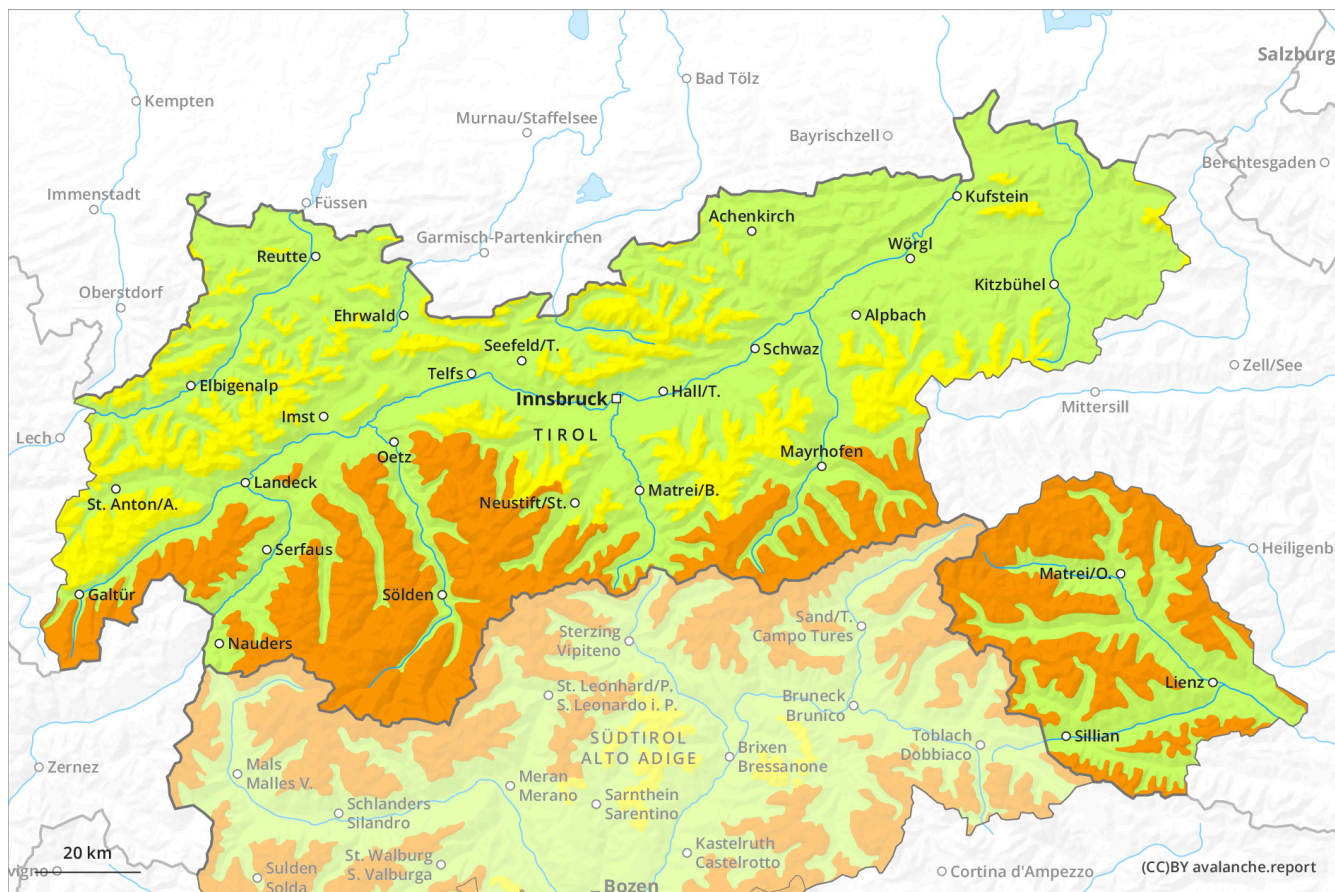 Salzburg
Bad Tölz
Kempten
Murnau/Staffelsee
Bayrischzell
Berchtesgaden
Immenstadt
Füssen
Kufstein
Achenkirch
Garmisch-Partenkirchen
Reutte
Wörgl
Oberstdorf
Kitzbühel
Ehrwald
Alpbach
Seefeld/T.
Schwaz
Zell/See
Telfs
Elbigenalp
Hall/T.
Innsbruck
Mittersill
Imst
Lech
TIROL
Oetz
Mayrhofen
Landeck
Matrei/B.
St. Anton/A.
Neustift/St.
Serfaus
Heiligenb
Matrei/O.
Galtür
Sölden
Sand/T.
Campo Tures
Sterzing
Vipiteno
Nauders
Lienz
St. Leonhard/P.
S. Leonardo i. P.
Bruneck
Brunico
SÜDTIROL
ALTO ADIGE
Toblach
Dobbiaco
Sillian
Brixen
Bressanone
Zernez
Mals
Malles V.
Meran
Merano
Sarnthein
Sarentino
Schlanders
Silandro
Kastelruth
Castelrotto
20 km
St. Walburg
S. Valburga
vigno
(CC)BY avalanche.report
Cortina d'Ampezzo
Sulden
Solda
Bozen